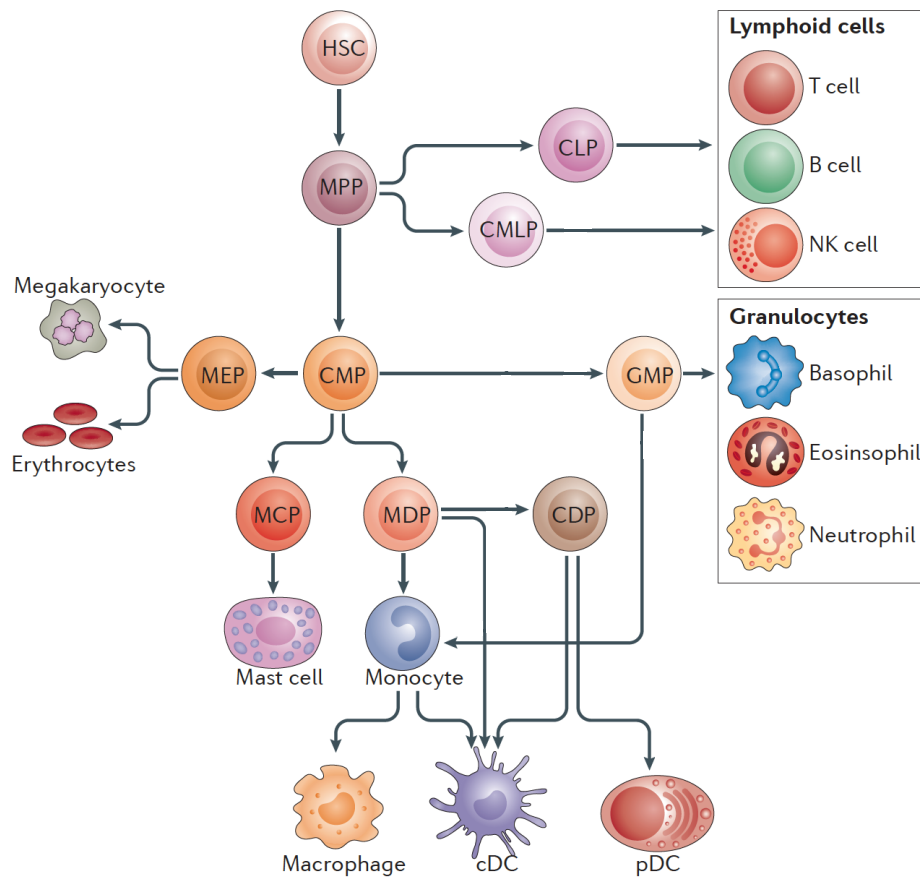 HSC
Lymphoid cells
T cell
CLP
B cell
MPP
CMLP
NK cell
Megakaryocyte
Granulocytes
MEP
CMP
GMP
Basophil
Erythrocytes
Eosinsophil
MCP
MDP
CDP
Neutrophil
Mast cell
Monocyte
Macrophage
cDC
pDC